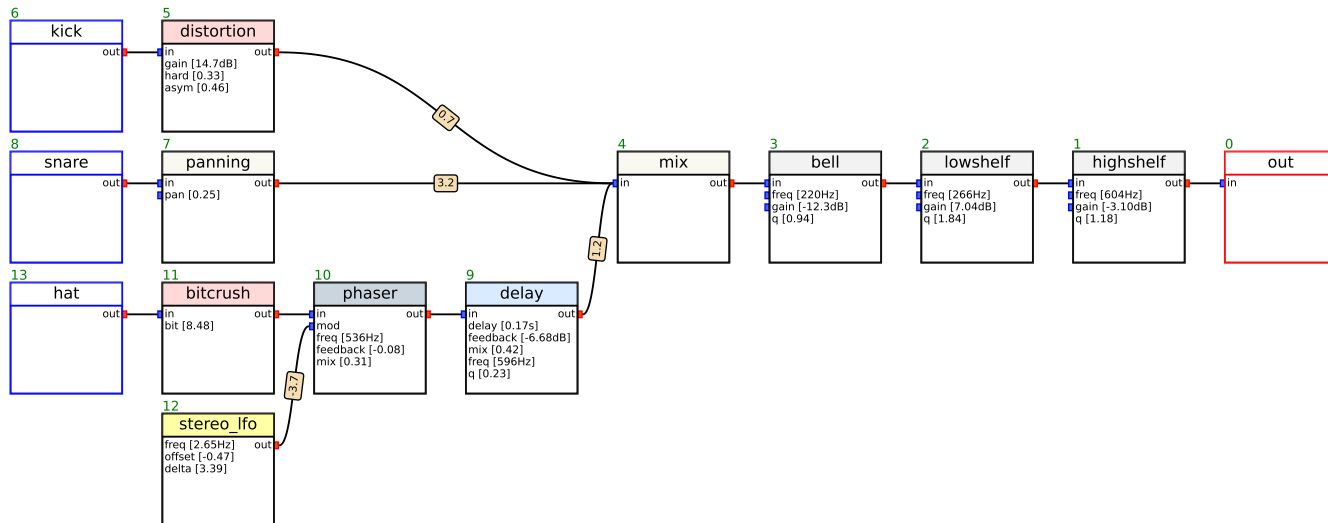 6
kick
out
5
distortion
in out
gain [14.7dB]
hard [0.33]
asym [0.46]
0.7
8
snare
out
7
panning
in out
pan [0.25]
3.2
4
mix
in out
3
bell
in out
freq [220Hz]
gain [-12.3dB]
q [0.94]
2
lowshelf
in out
freq [266Hz]
gain [7.04dB]
q [1.84]
1
highshelf
in out
freq [604Hz]
gain [-3.10dB]
q [1.18]
0
out
in
13
hat
out
11
bitcrush
in out
bit [8.48]
10
phaser
in out
mod
freq [536Hz]
feedback [-0.08]
mix [0.31]
9
delay
in out
delay [0.17s]
feedback [-6.68dB]
mix [0.42]
freq [596Hz]
q [0.23]
1.2
12
stereo_lfo
freq [2.65Hz] out
offset [-0.47]
delta [3.39]
-3.7